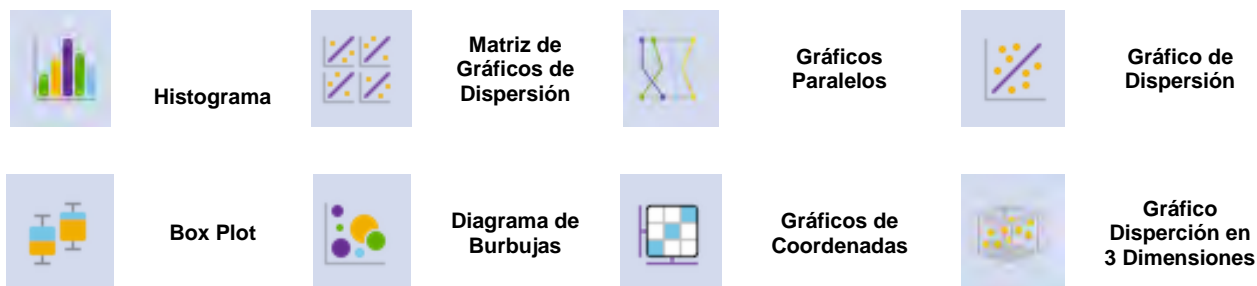 Histograma
Matriz de
Gráficos de
Dispersión
Gráficos
Paralelos
Gráfico de
Dispersión
Box Plot
Diagrama de
Burbujas
Gráficos de
Coordenadas
Gráfico
Disperción en
3 Dimensiones